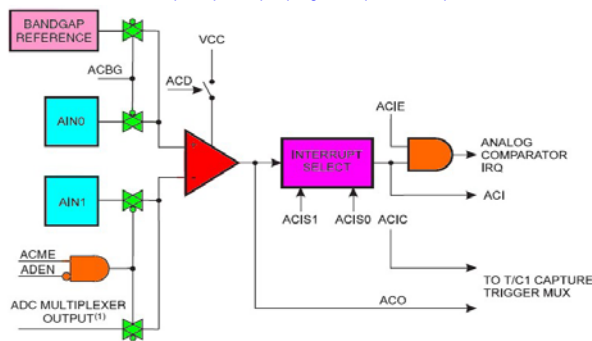 BANDGAP
REFERENCE
VCC
ACBG
ACD
ACIE
AIN0
ANALOG
COMPARATOR
IRQ
INTERRUPT
SELECT
AIN1
ACI
ACIS1
ACIS0
ACIC
ACME
ADEN
TO T/C1 CAPTURE
TRIGGER MUX
ADC MULTIPLEXER
OUTPUT(1)
ACO